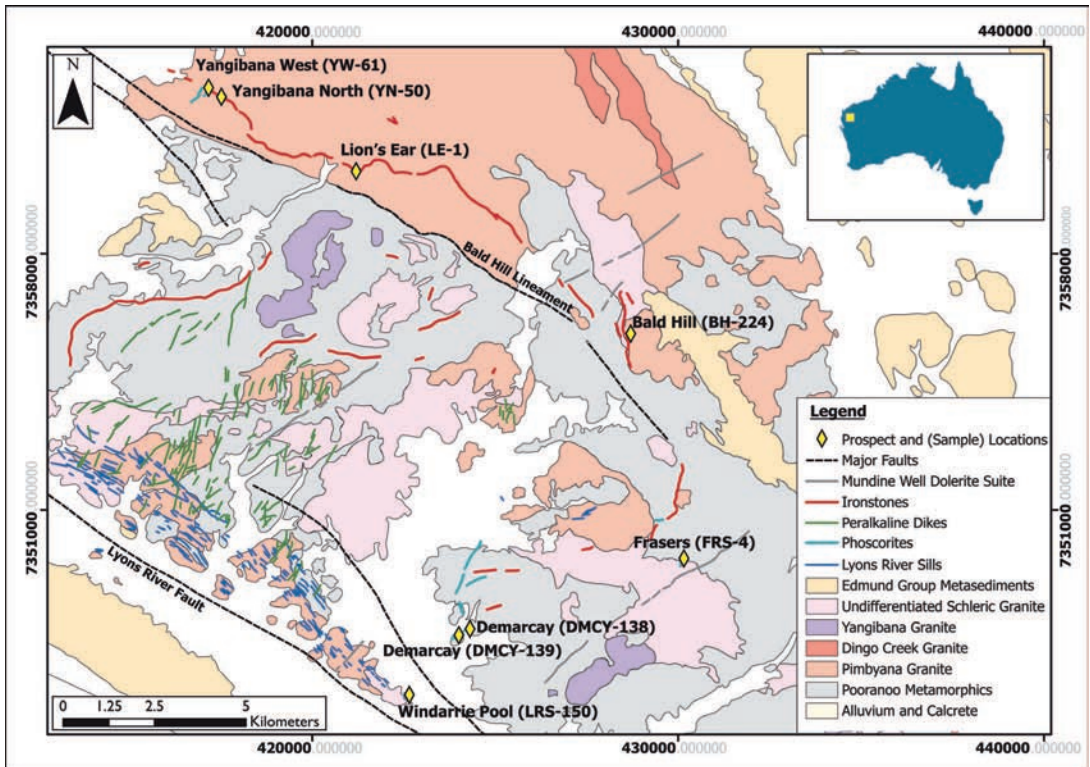 420000.000000
430000.000000
440000.000000
N
Yangibana West (YW-61)
Yangibana North (YN-50)
Lion's Ear (LE-1)
7358000.000000
7358000.000000
Bald Hill Lineament
Bald Hill (BH-224)
Legend
Prospect and (Sample) Locations
Major Faults
Mundine Well Dolerite Suite
Ironstones
Peralkaline Dikes
Phoscorites
Lyons River Sills
Edmund Group Metasediments
Undifferentiated Schleric Granite
Yangibana Granite
Dingo Creek Granite
Pimbyana Granite
Pooranoo Metamorphics
Alluvium and Calcrete
7351000.000000
7351000.000000
Frasers (FRS-4)
Lyons River Fault
Demarcay (DMCY-138)
Demarcay (DMCY-139)
Windarrie Pool (LRS-150)
0 1.25 2.5 5
Kilometers
420000.000000
430000.000000
440000.000000